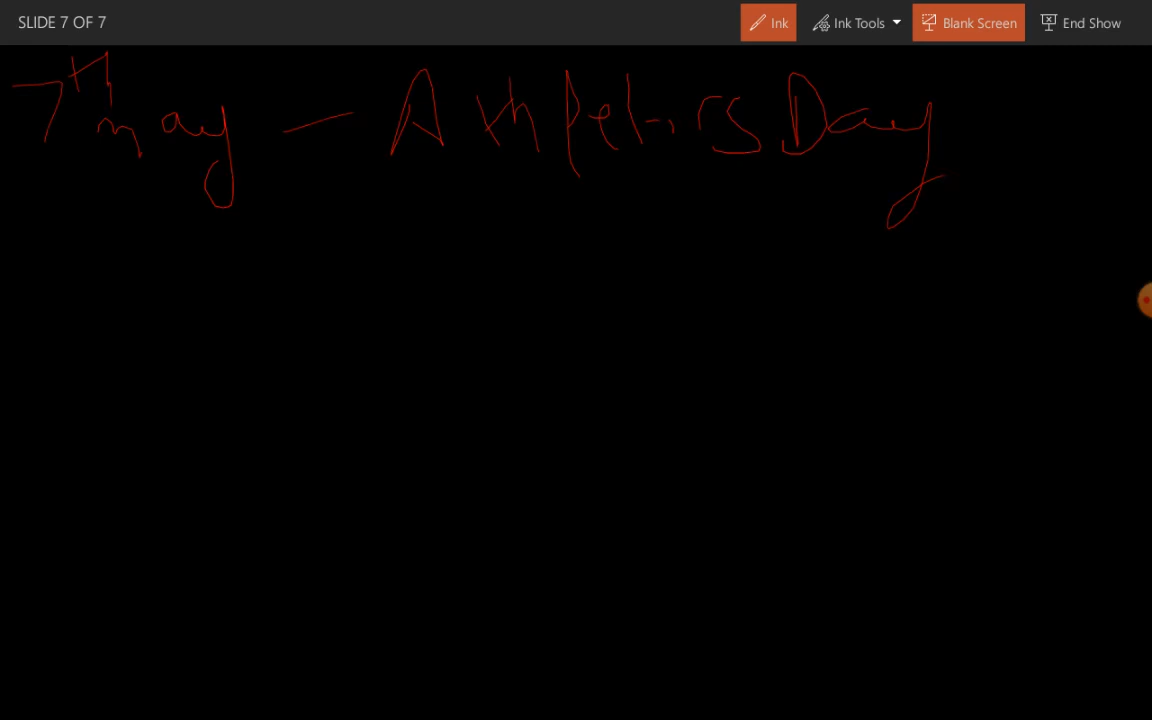 SLIDE 7 OF 7
Ink
Ink Tools
Blank Screen
End Show
7th may - Athletics Day